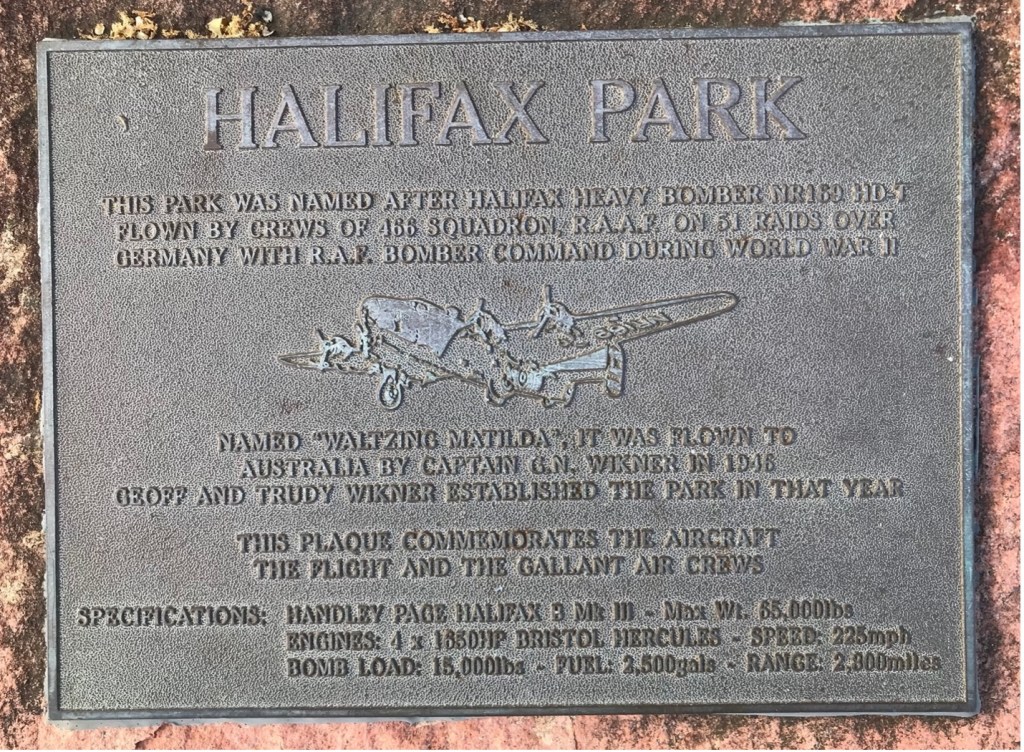 HALIFAX PARK
THIS PARK WAS NAMED AFTER HALIFAX HEAVY BOMBER NR169 HD-T
FLOWN BY CREWS OF 466 SQUADRON, R.A.A.F. ON 51 RAIDS OVER
GERMANY WITH R.A.F. BOMBER COMMAND DURING WORLD WAR II
NAMED "WALTZING MATILDA", IT WAS FLOWN TO
AUSTRALIA BY CAPTAIN G.N. WIKNER IN 1946
GEOFF AND TRUDY WIKNER ESTABLISHED THE PARK IN THAT YEAR
THIS PLAQUE COMMEMORATES THE AIRCRAFT
THE FLIGHT AND THE GALLANT AIR CREWS
SPECIFICATIONS: HANDLEY PAGE HALIFAX B Mk III - Max Wt. 65,000lbs
ENGINES: 4 x 1650HP BRISTOL HERCULES - SPEED: 225mph
BOMB LOAD: 15,000lbs - FUEL: 2,500gals - RANGE: miles